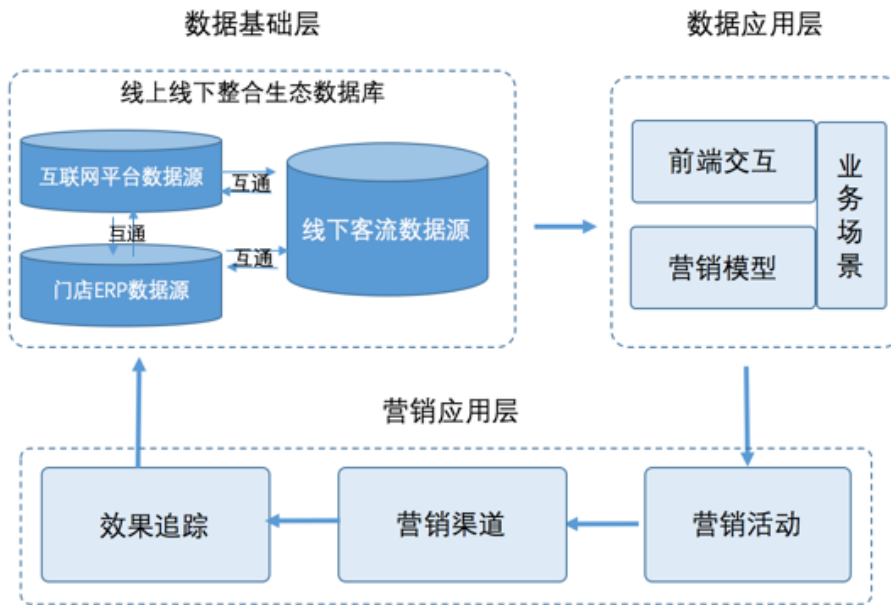 数据基础层
数据应用层
线上线下整合生态数据库
互联网平台数据源
互通
线下客流数据源
互通
互通
门店ERP数据源
前端交互
营销模型
业务场景
营销应用层
效果追踪
营销渠道
营销活动